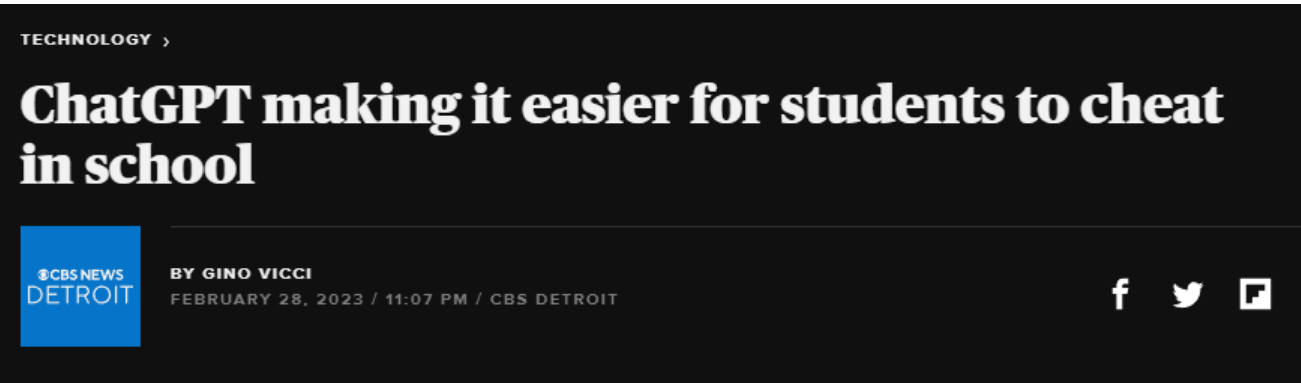 TECHNOLOGY ›
ChatGPT making it easier for students to cheat
in school
CBS NEWS
DETROIT
BY GINO VICCI
FEBRUARY 28, 2023 / 11:07 PM / CBS DETROIT